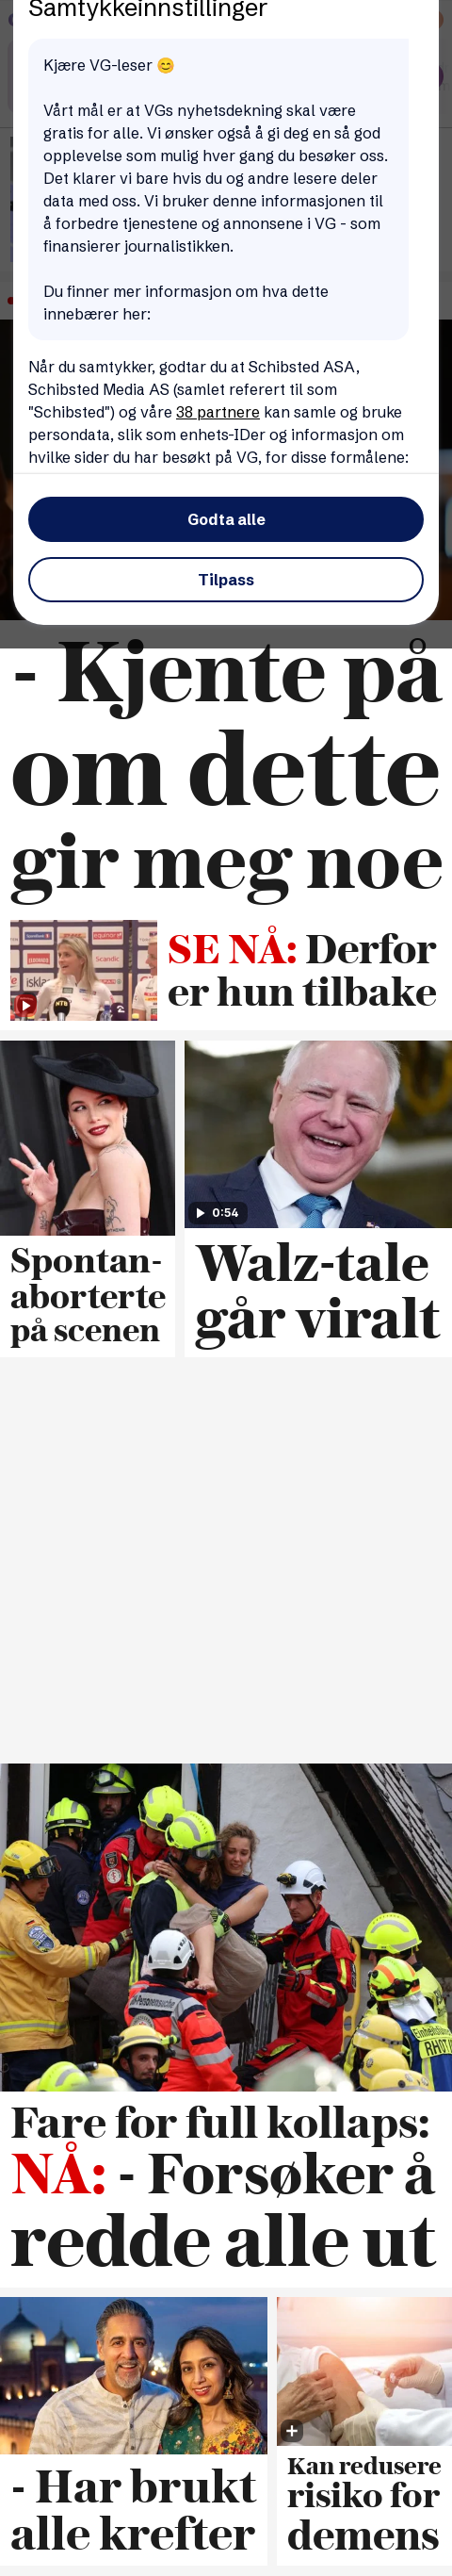 Samtykkeinnstillinger
Kjære VG-leser 😊
Vårt mål er at VGs nyhetsdekning skal være
gratis for alle. Vi ønsker også å gi deg en så god
opplevelse som mulig hver gang du besøker oss.
Det klarer vi bare hvis du og andre lesere deler
data med oss. Vi bruker denne informasjonen til
å forbedre tjenestene og annonsene i VG - som
finansierer journalistikken.
Du finner mer informasjon om hva dette
innebærer her:
Når du samtykker, godtar du at Schibsted ASA,
Schibsted Media AS (samlet referert til som
"Schibsted") og våre 38 partnere kan samle og bruke
persondata, slik som enhets-IDer og informasjon om
hvilke sider du har besøkt på VG, for disse formålene:
Godta alle
Tilpass
- Kjente på
om dette
gir meg noe
equinor
Scandic
isklar
NTB
SE NÅ: Derfor
er hun tilbake
0:54
Spontan-
aborterte
på scenen
Walz-tale
går viralt
Fare for full kollaps:
NÅ: - Forsøker å
redde alle ut
- Har brukt
alle krefter
Kan redusere
risiko for
demens